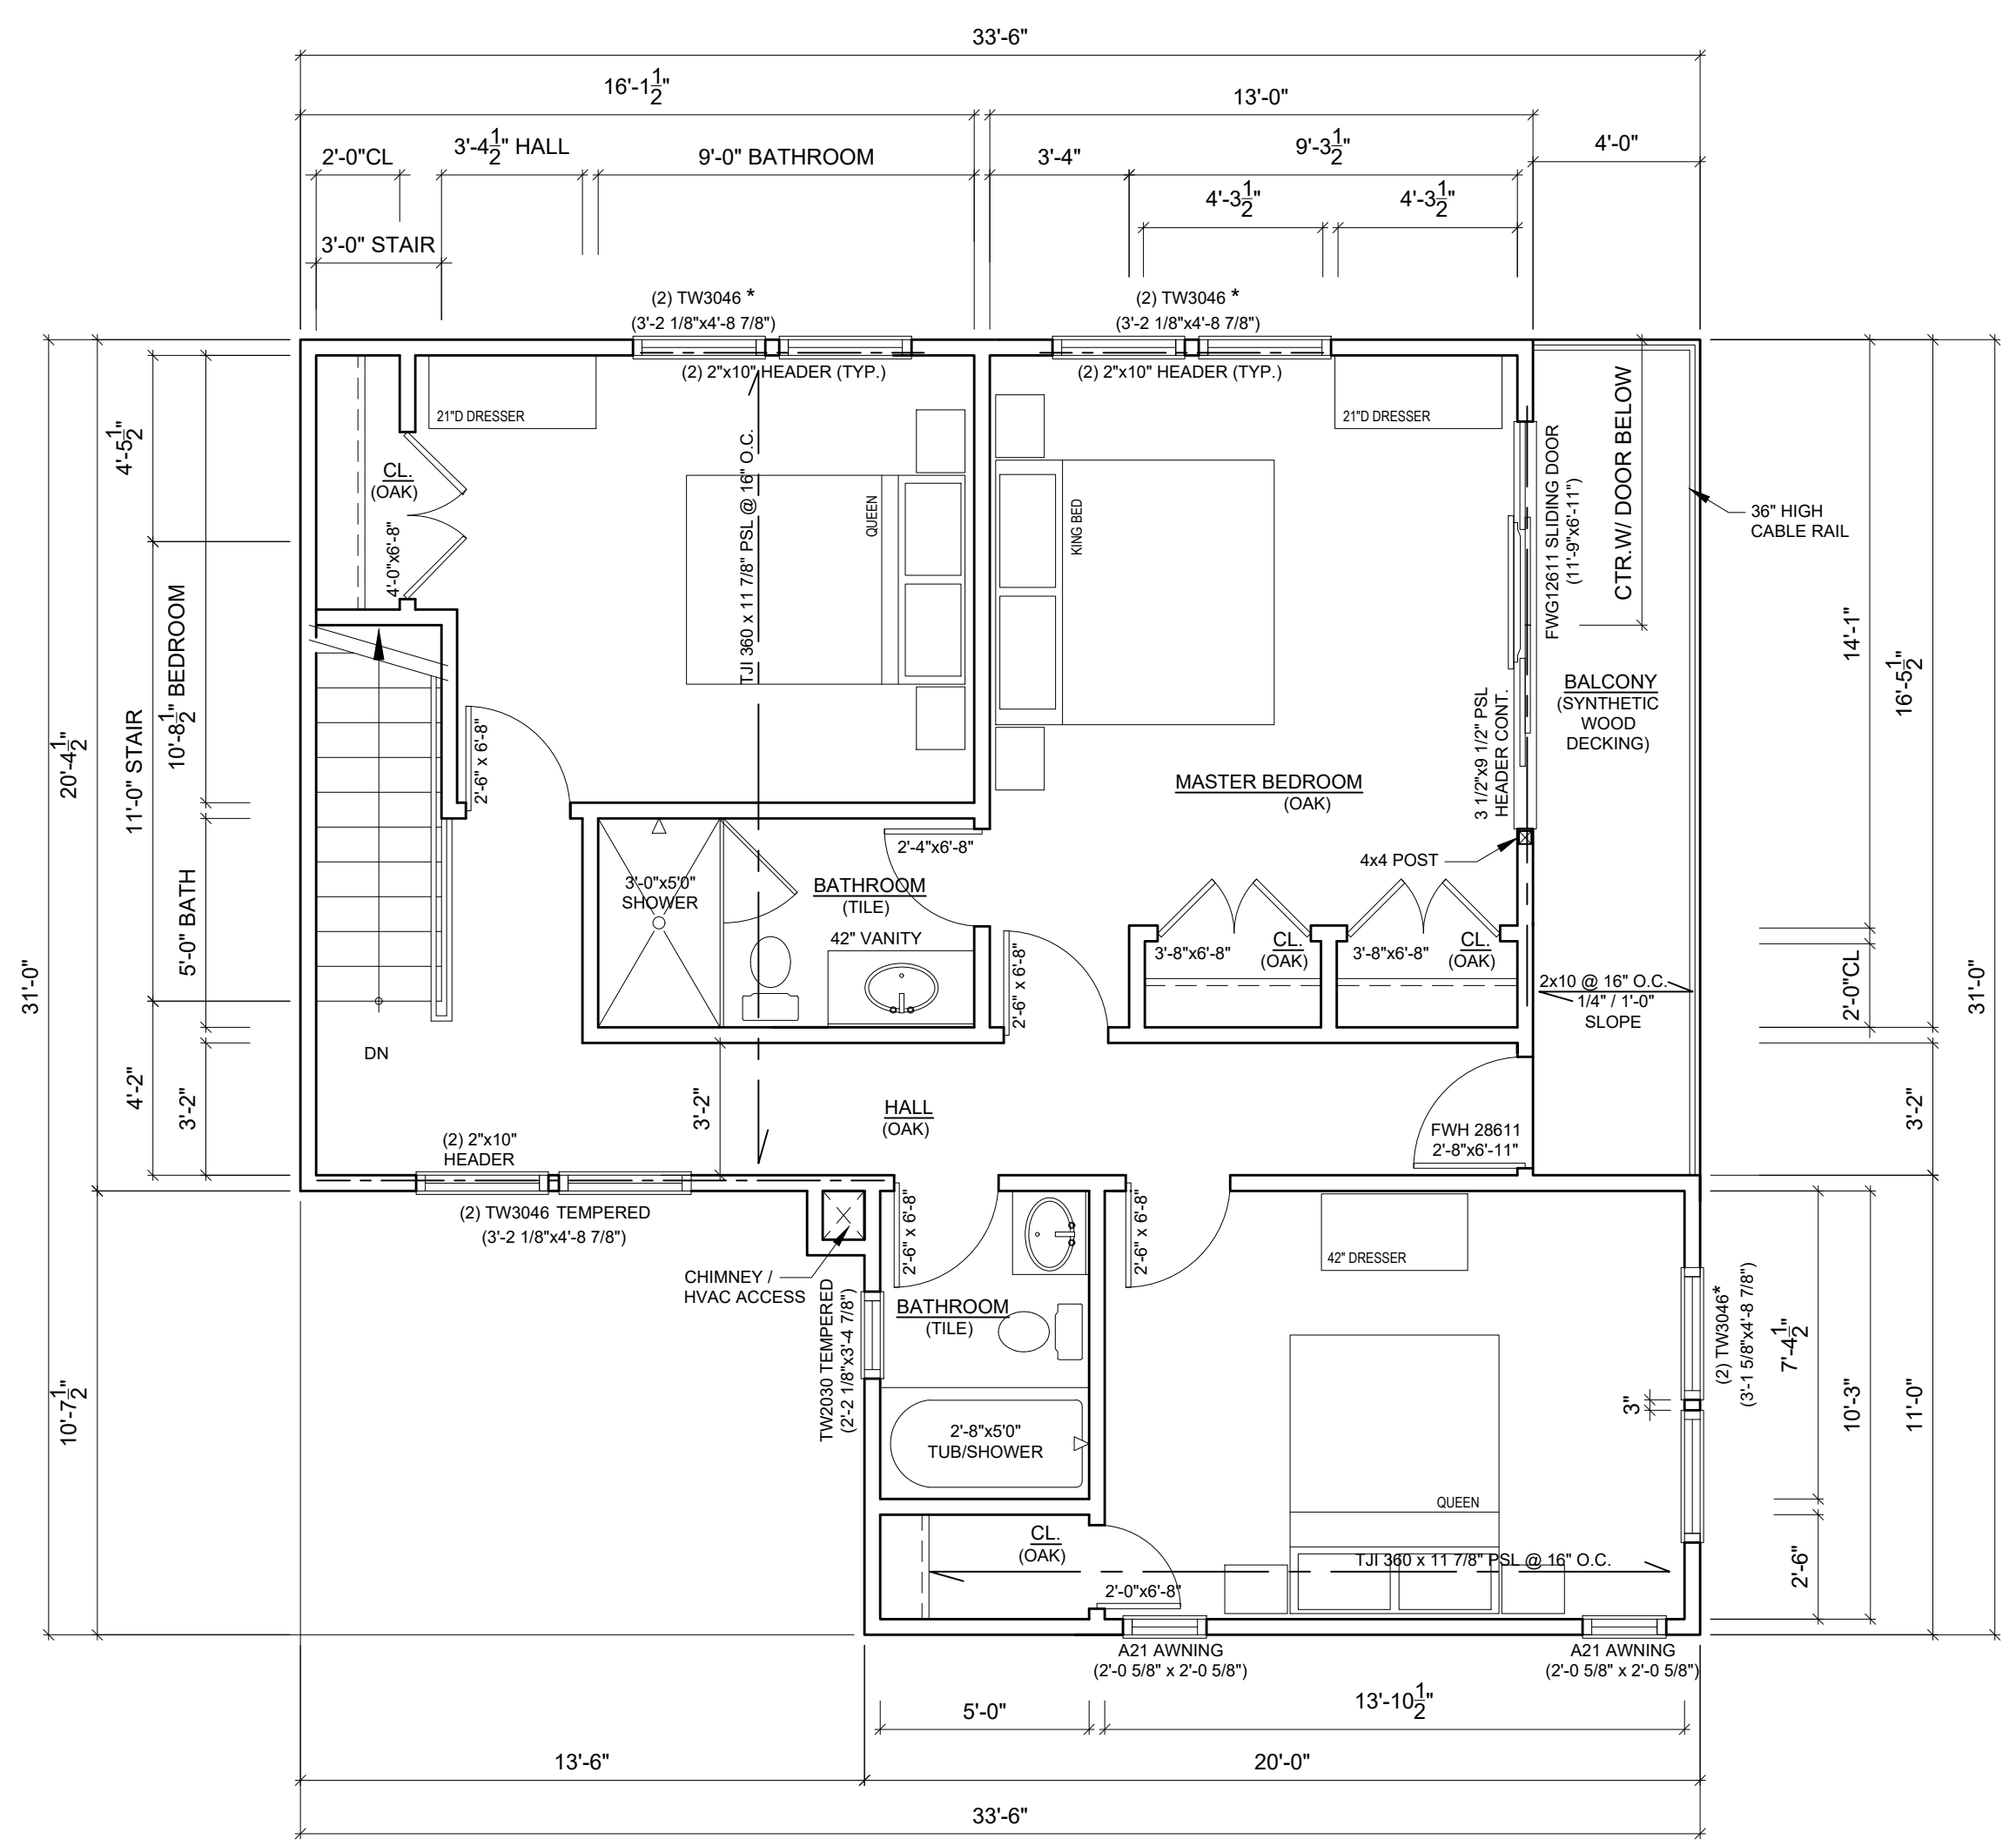 33'-6"
16'-1 1/2"
13'-0"
2'-0"CL
3'-4 1/2" HALL
9'-0" BATHROOM
3'-4"
9'-3 1/2"
4'-0"
4'-3 1/2"
4'-3 1/2"
3'-0" STAIR
(2) TW3046 *
(3'-2 1/8"x4'-8 7/8")
(2) 2"x10" HEADER (TYP.)
(2) TW3046 *
(3'-2 1/8"x4'-8 7/8")
(2) 2"x10" HEADER (TYP.)
21"D DRESSER
21"D DRESSER
CL.
(OAK)
4'-0"x6'-8"
QUEEN
TJI 360 x 11 7/8" PSL @ 16" O.C.
KING BED
FWG12611 SLIDING DOOR
(11'-9"x6'-11")
CTR.W/ DOOR BELOW
36" HIGH
CABLE RAIL
4'-5 1/2"
10'-8 1/2" BEDROOM
11'-0" STAIR
20'-4 1/2"
31'-0"
5'-0" BATH
4'-2"
3'-2"
10'-7 1/2"
2'-6" x 6'-8"
MASTER BEDROOM
(OAK)
3 1/2"x9 1/2" PSL
HEADER CONT.
BALCONY
(SYNTHETIC
WOOD
DECKING)
14'-1"
16'-5 1/2"
31'-0"
2'-0"CL
3'-2"
3'-0"x5'0"
SHOWER
BATHROOM
(TILE)
2'-4"x6'-8"
42" VANITY
4x4 POST
2'-6" x 6'-8"
3'-8"x6'-8"
CL.
(OAK)
3'-8"x6'-8"
CL.
(OAK)
2x10 @ 16" O.C.
1/4" / 1'-0"
SLOPE
DN
3'-2"
HALL
(OAK)
FWH 28611
2'-8"x6'-11"
(2) 2"x10"
HEADER
(2) TW3046 TEMPERED
(3'-2 1/8"x4'-8 7/8")
CHIMNEY /
HVAC ACCESS
TW2030 TEMPERED
(2'-2 1/8"x3'-4 7/8")
2'-6" x 6'-8"
BATHROOM
(TILE)
2'-6" x 6'-8"
42" DRESSER
(2) TW3046*
(3'-1 5/8"x4'-8 7/8")
3"
7'-4 1/2"
10'-3"
11'-0"
2'-6"
2'-8"x5'0"
TUB/SHOWER
QUEEN
CL.
(OAK)
TJI 360 x 11 7/8" PSL @ 16" O.C.
2'-0"x6'-8"
A21 AWNING
(2'-0 5/8" x 2'-0 5/8")
A21 AWNING
(2'-0 5/8" x 2'-0 5/8")
5'-0"
13'-10 1/2"
13'-6"
20'-0"
33'-6"